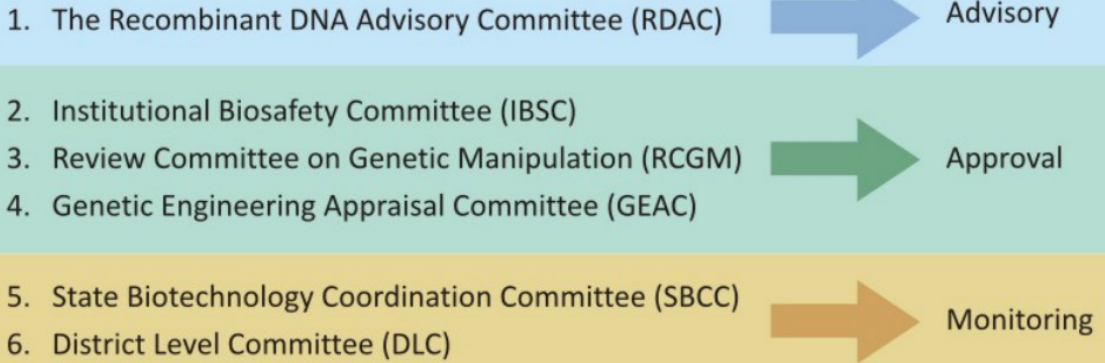 1. The Recombinant DNA Advisory Committee (RDAC)
Advisory
2. Institutional Biosafety Committee (IBSC)
3. Review Committee on Genetic Manipulation (RCGM)
4. Genetic Engineering Appraisal Committee (GEAC)
Approval
5. State Biotechnology Coordination Committee (SBCC)
6. District Level Committee (DLC)
Monitoring